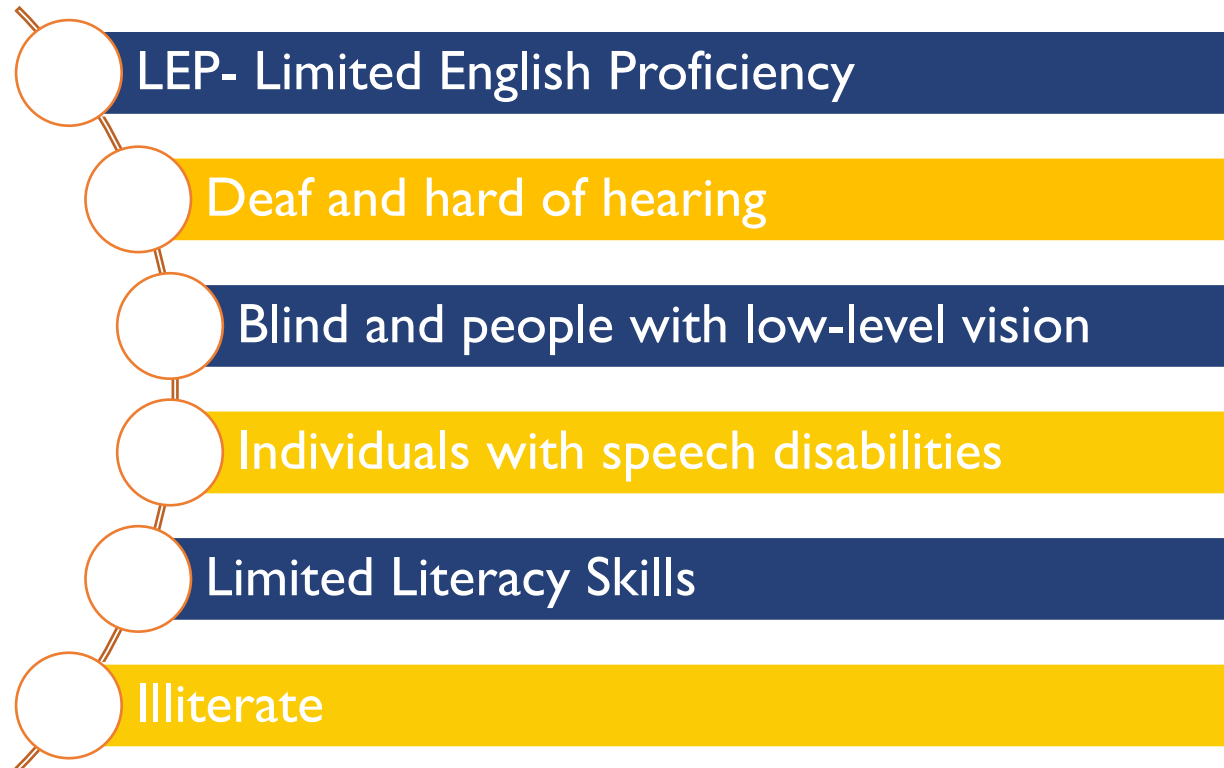 LEP- Limited English Proficiency
Deaf and hard of hearing
Blind and people with low-level vision
Individuals with speech disabilities
Limited Literacy Skills
Illiterate